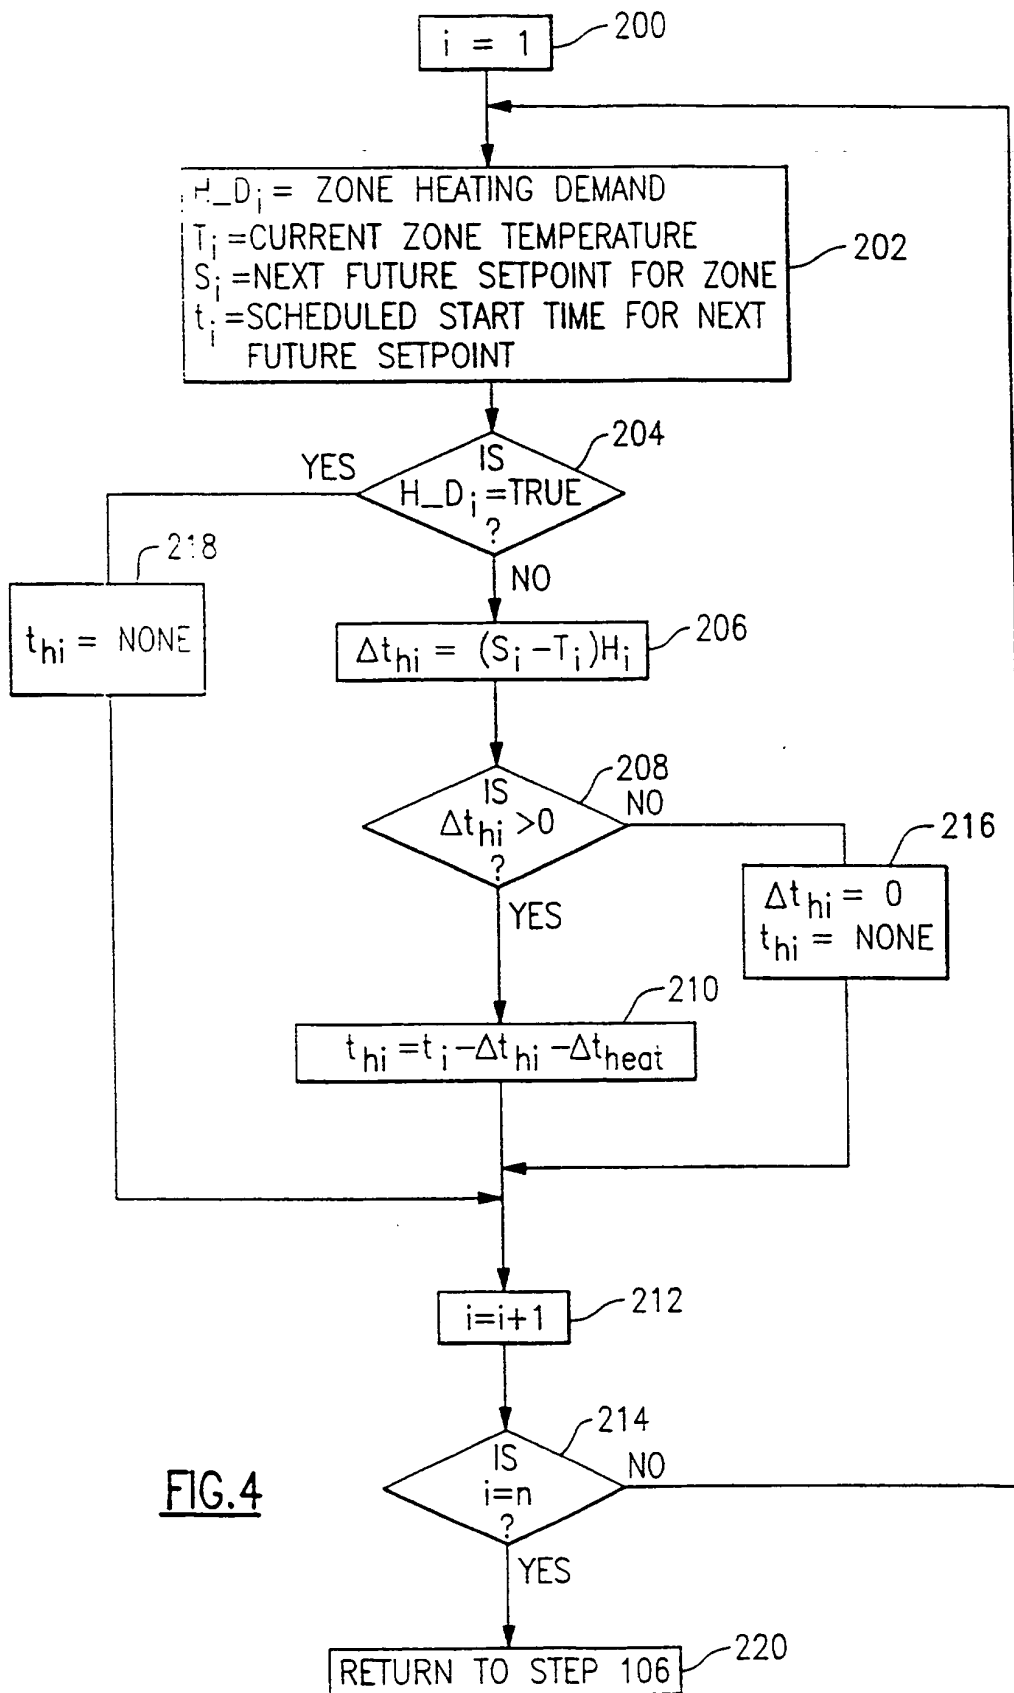 i = 1
200
H_Di = ZONE HEATING DEMAND
Ti =CURRENT ZONE TEMPERATURE
Si =NEXT FUTURE SETPOINT FOR ZONE
ti =SCHEDULED START TIME FOR NEXT
FUTURE SETPOINT
202
IS
H_Di =TRUE
?
204
YES
NO
218
thi = NONE
Δthi = (Si –Ti)Hi
206
IS
Δthi >0
?
208
NO
YES
216
Δthi = 0
thi = NONE
210
thi =ti –Δthi –Δtheat
i=i+1
212
IS
i=n
?
214
NO
YES
FIG.4
RETURN TO STEP 106
220